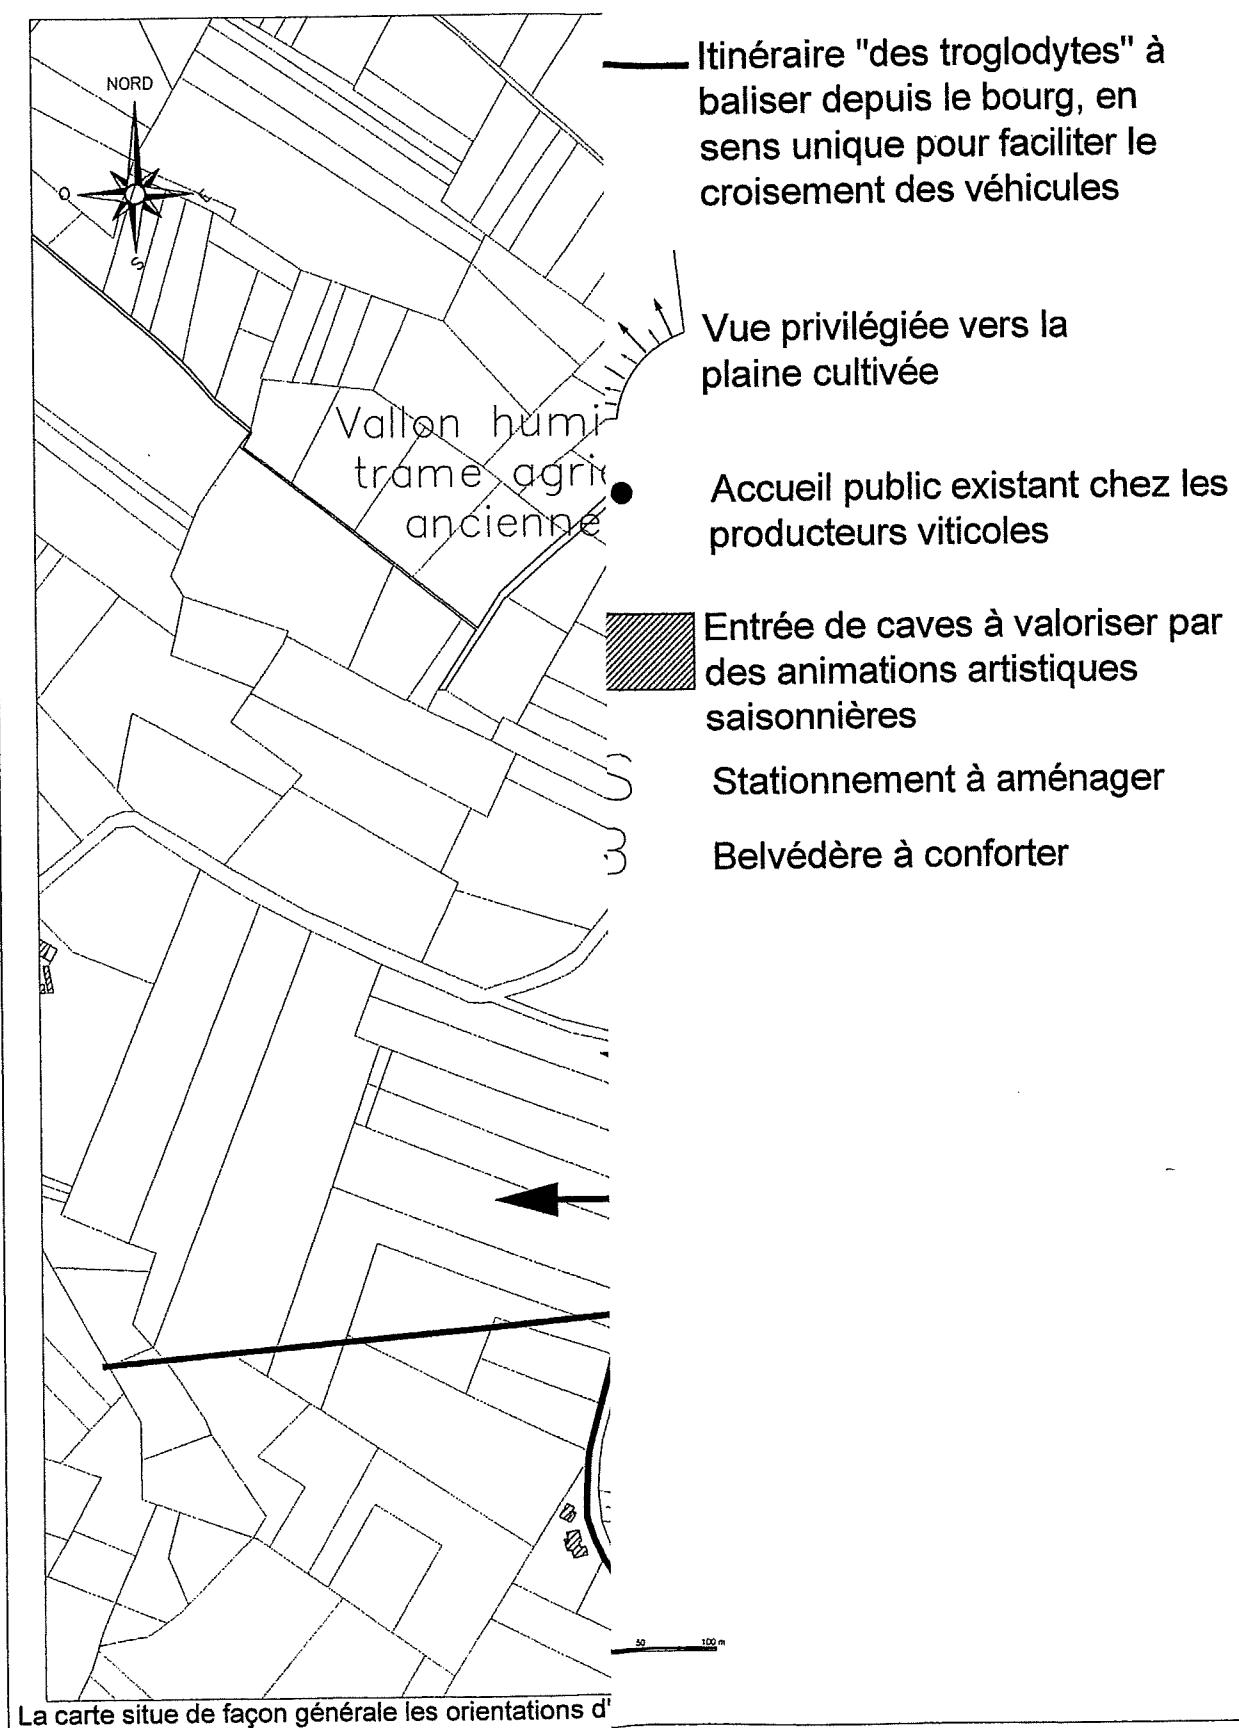 NORD
O
E
S
Vallon humi
trame agri
ancienne
Itinéraire "des troglodytes" à
baliser depuis le bourg, en
sens unique pour faciliter le
croisement des véhicules
Vue privilégiée vers la
plaine cultivée
Accueil public existant chez les
producteurs viticoles
Entrée de caves à valoriser par
des animations artistiques
saisonnières
S
Stationnement à aménager
B
Belvédère à conforter
50 100 m
La carte situe de façon générale les orientations d'